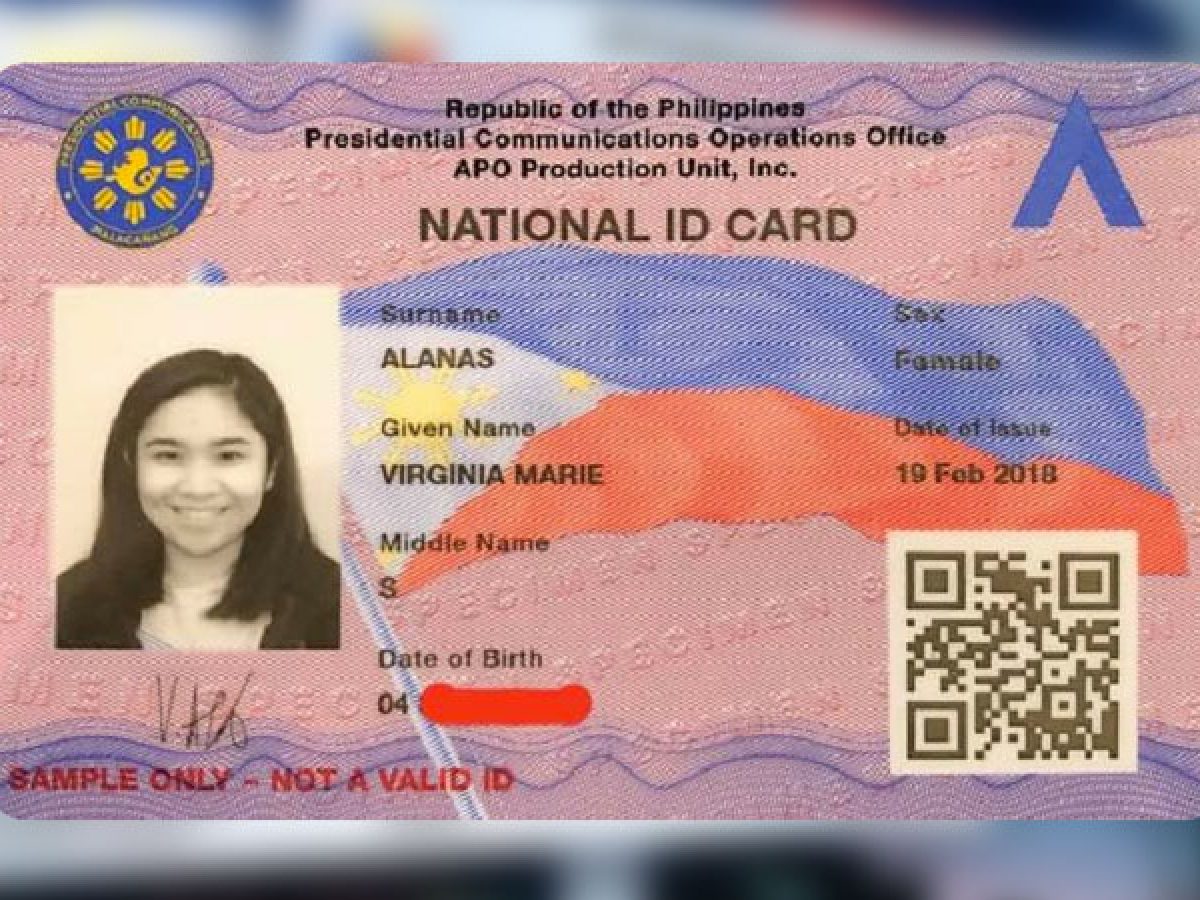 PRESIDENTIAL COMMUNICATIONS
MALACAÑANG
Republic of the Philippines
Presidential Communications Operations Office
APO Production Unit, Inc.
NATIONAL ID CARD
Surname
ALANAS
Sex
Female
Given Name
VIRGINIA MARIE
Date of Issue
19 Feb 2018
Middle Name
S
Date of Birth
04
SPECIMEN SPECIMEN
SAMPLE ONLY – NOT A VALID ID